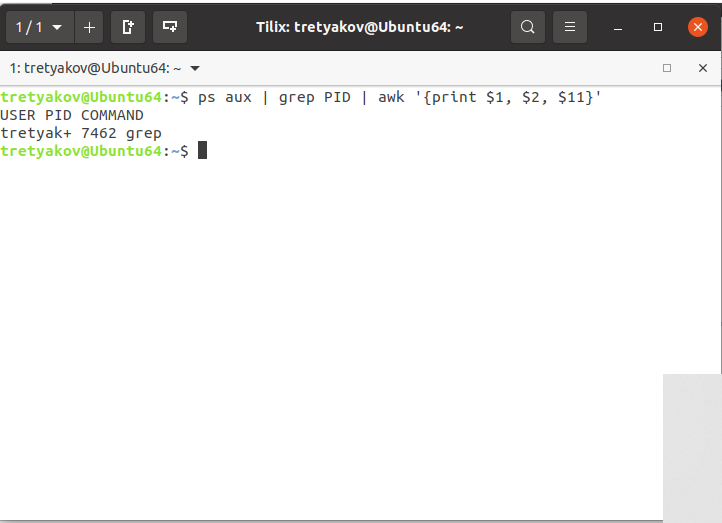 1 / 1 Tilix: tretyakov@Ubuntu64: ~
1: tretyakov@Ubuntu64: ~
tretyakov@Ubuntu64:~$ ps aux | grep PID | awk '{print $1, $2, $11}'
USER PID COMMAND
tretyak+ 7462 grep
tretyakov@Ubuntu64:~$